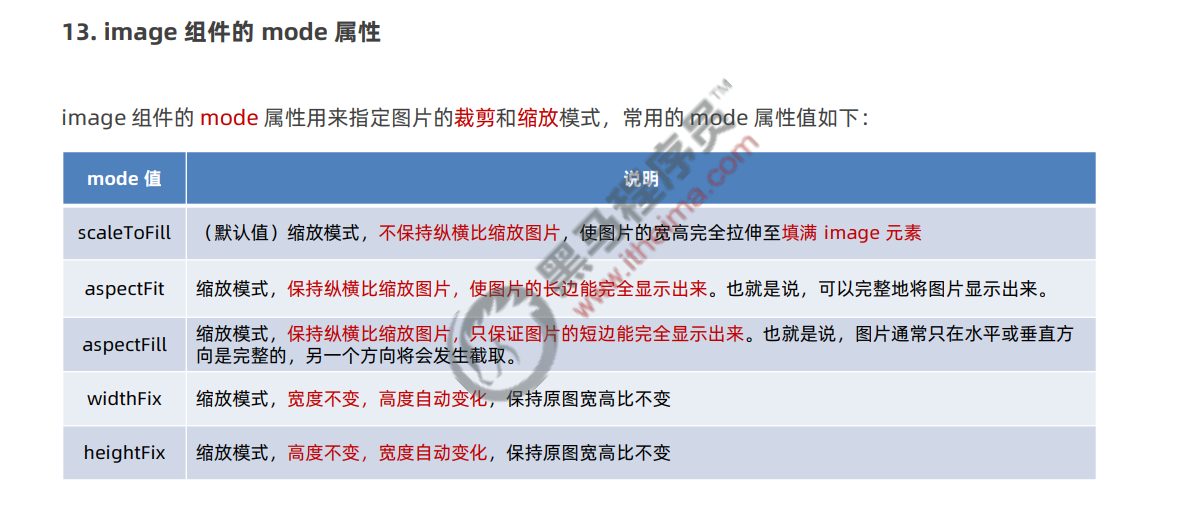 13. image 组件的 mode 属性
image 组件的 mode 属性用来指定图片的裁剪和缩放模式，常用的 mode 属性值如下：
mode 值 说明
scaleToFill （默认值）缩放模式，不保持纵横比缩放图片，使图片的宽高完全拉伸至填满 image 元素
aspectFit 缩放模式，保持纵横比缩放图片，使图片的长边能完全显示出来。也就是说，可以完整地将图片显示出来。
aspectFill 缩放模式，保持纵横比缩放图片，只保证图片的短边能完全显示出来。也就是说，图片通常只在水平或垂直方
向是完整的，另一个方向将会发生截取。
widthFix 缩放模式，宽度不变，高度自动变化，保持原图宽高比不变
heightFix 缩放模式，高度不变，宽度自动变化，保持原图宽高比不变
黑马程序员™
www.itheima.com